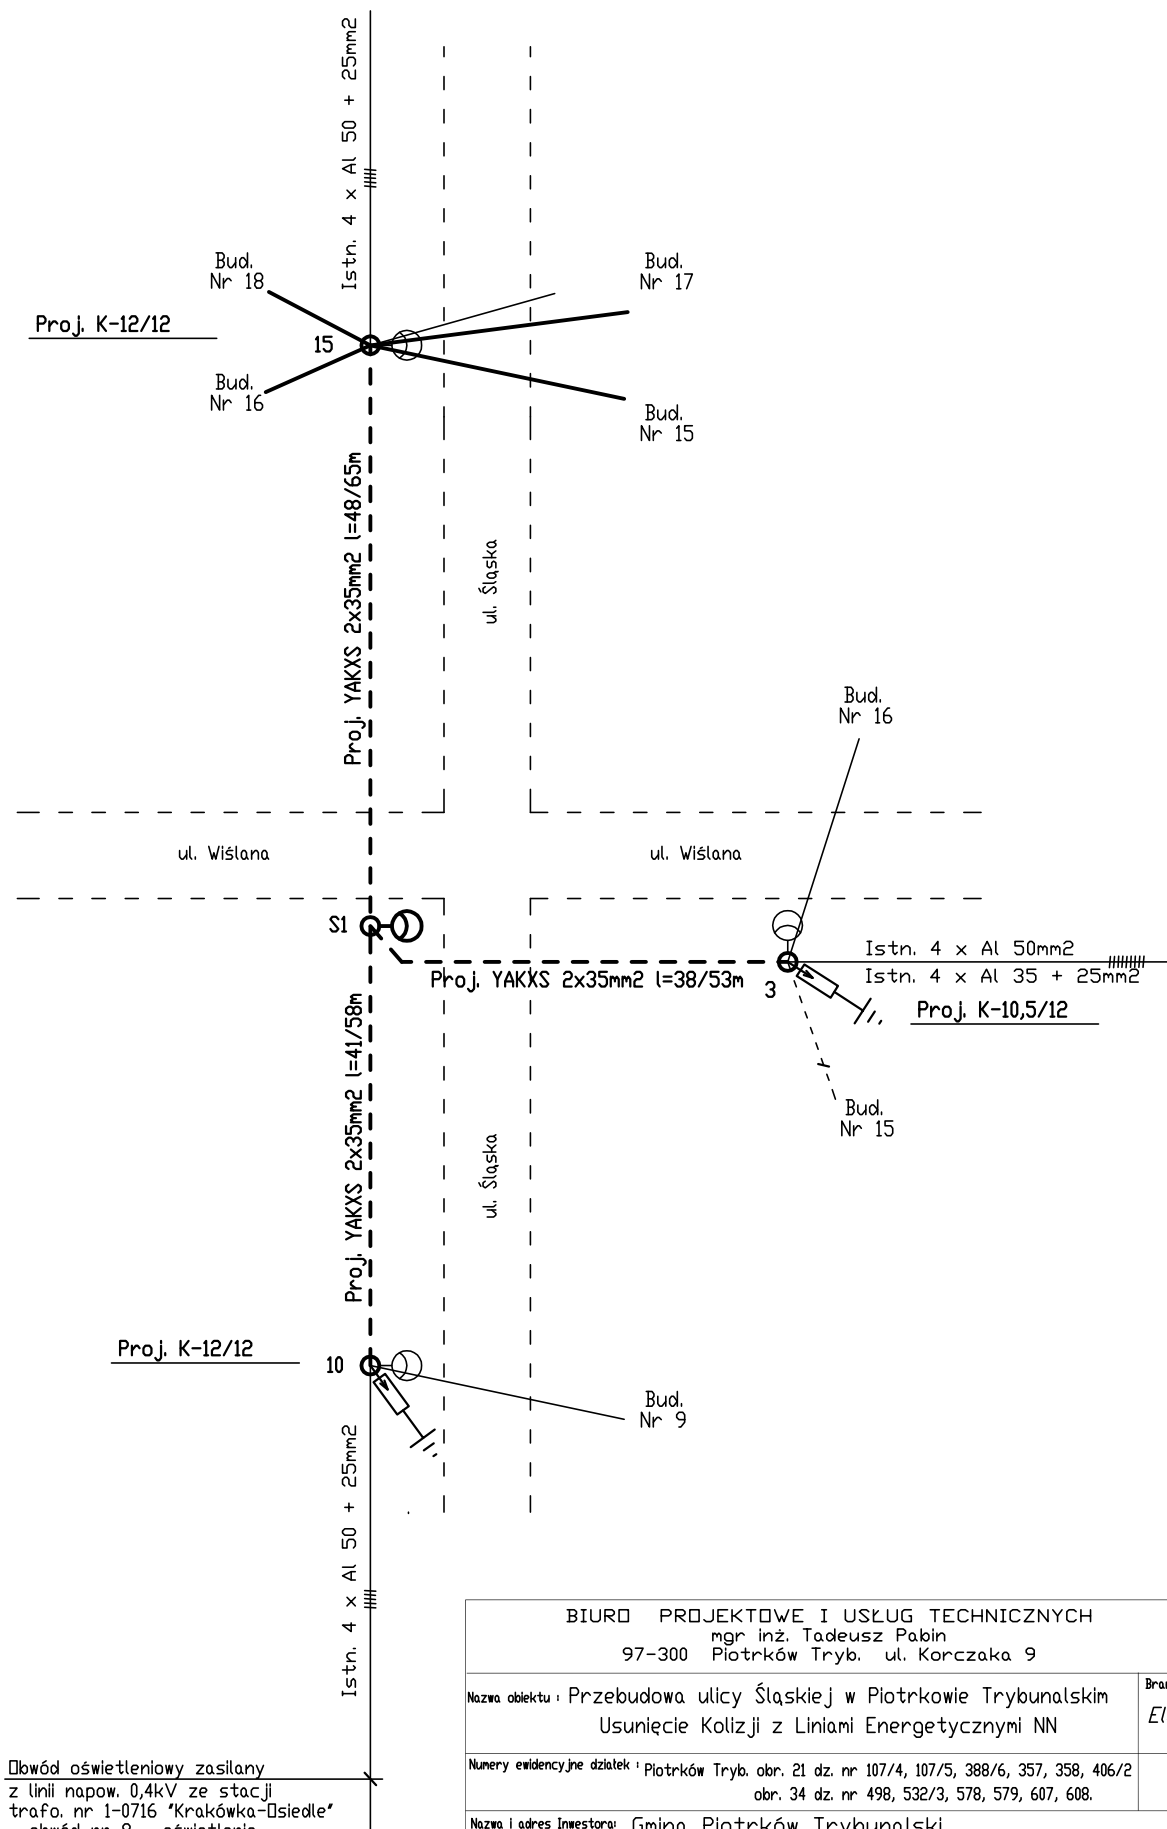 Istn. 4 x Al 50 + 25mm2
Bud.
Nr 18
Bud.
Nr 17
Proj. K-12/12
15
Bud.
Nr 16
Bud.
Nr 15
Proj. YAKXS 2x35mm2 l=48/65m
ul. Śląska
Bud.
Nr 16
ul. Wiślana
ul. Wiślana
S1
Istn. 4 x Al 50mm2
Istn. 4 x Al 35 + 25mm2
Proj. YAKXS 2x35mm2 l=38/53m
3
Proj. K-10,5/12
Proj. YAKXS 2x35mm2 l=41/58m
Bud.
Nr 15
ul. Śląska
Proj. K-12/12
10
Bud.
Nr 9
Istn. 4 x Al 50 + 25mm2
BIURO PROJEKTOWE I USŁUG TECHNICZNYCH
mgr inż. Tadeusz Pabin
97-300 Piotrków Tryb. ul. Korczaka 9
Nazwa obiektu : Przebudowa ulicy Śląskiej w Piotrkowie Trybunalskim
Usunięcie Kolizji z Liniami Energetycznymi NN
Numery ewidencyjne działek : Piotrków Tryb. obr. 21 dz. nr 107/4, 107/5, 388/6, 357, 358, 406/2
obr. 34 dz. nr 498, 532/3, 578, 579, 607, 608.
Nazwa i adres Inwestora: Gmina Piotrków Trybunalski
Obwód oświetleniowy zasilany
z linii napow. 0,4kV ze stacji
trafo. nr 1-0716 "Krakówka-Osiedle"